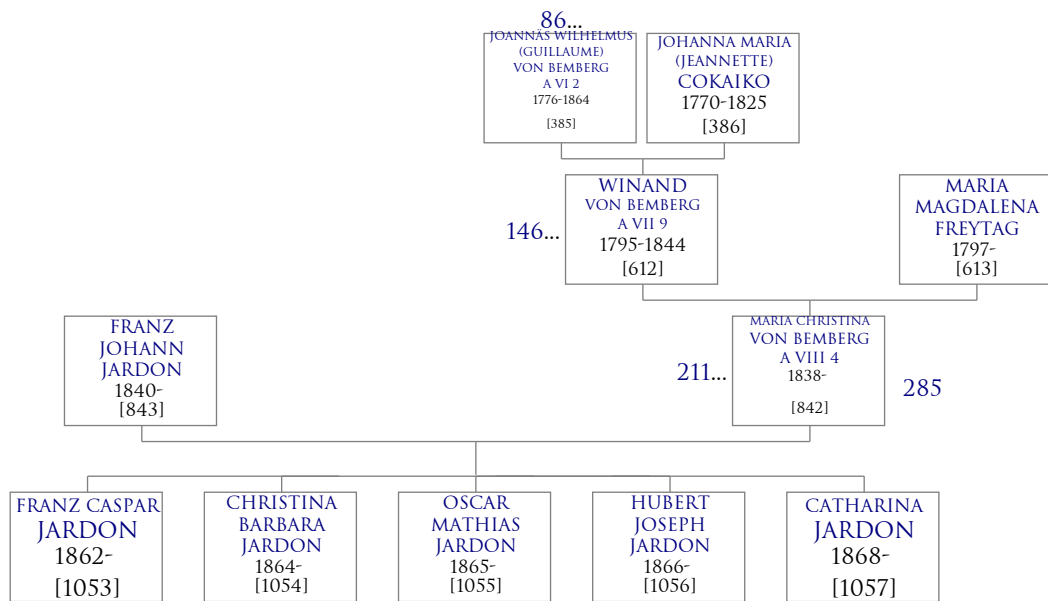 86...
JOANNÄS WILHELMUS
(GUILLAUME)
VON BEMBERG
A VI 2
1776-1864
[385]
JOHANNA MARIA
(JEANNETTE)
COKAIKO
1770-1825
[386]
146...
WINAND
VON BEMBERG
A VII 9
1795-1844
[612]
MARIA
MAGDALENA
FREYTAG
1797-
[613]
FRANZ
JOHANN
JARDON
1840-
[843]
211...
MARIA CHRISTINA
VON BEMBERG
A VIII 4
1838-
[842]
285
FRANZ CASPAR
JARDON
1862-
[1053]
CHRISTINA
BARBARA
JARDON
1864-
[1054]
OSCAR
MATHIAS
JARDON
1865-
[1055]
HUBERT
JOSEPH
JARDON
1866-
[1056]
CATHARINA
JARDON
1868-
[1057]